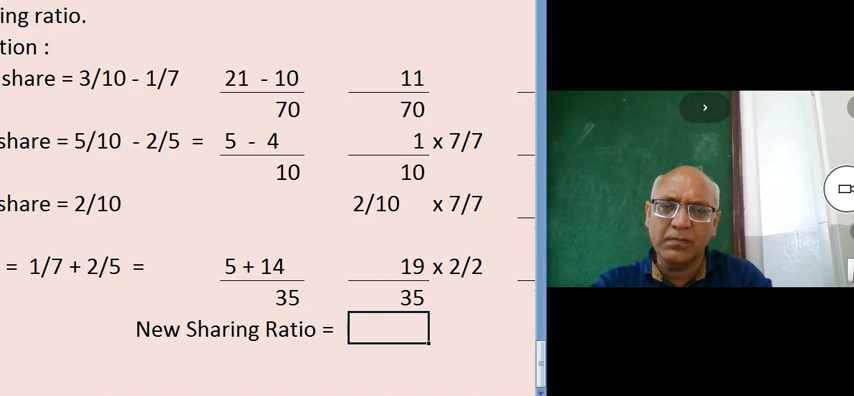 ing ratio.
tion :
share = 3/10 - 1/7 21 - 10 11
70 70
share = 5/10 - 2/5 = 5 - 4 1 x 7/7
10 10
share = 2/10 2/10 x 7/7
= 1/7 + 2/5 = 5 + 14 19 x 2/2
35 35
New Sharing Ratio =